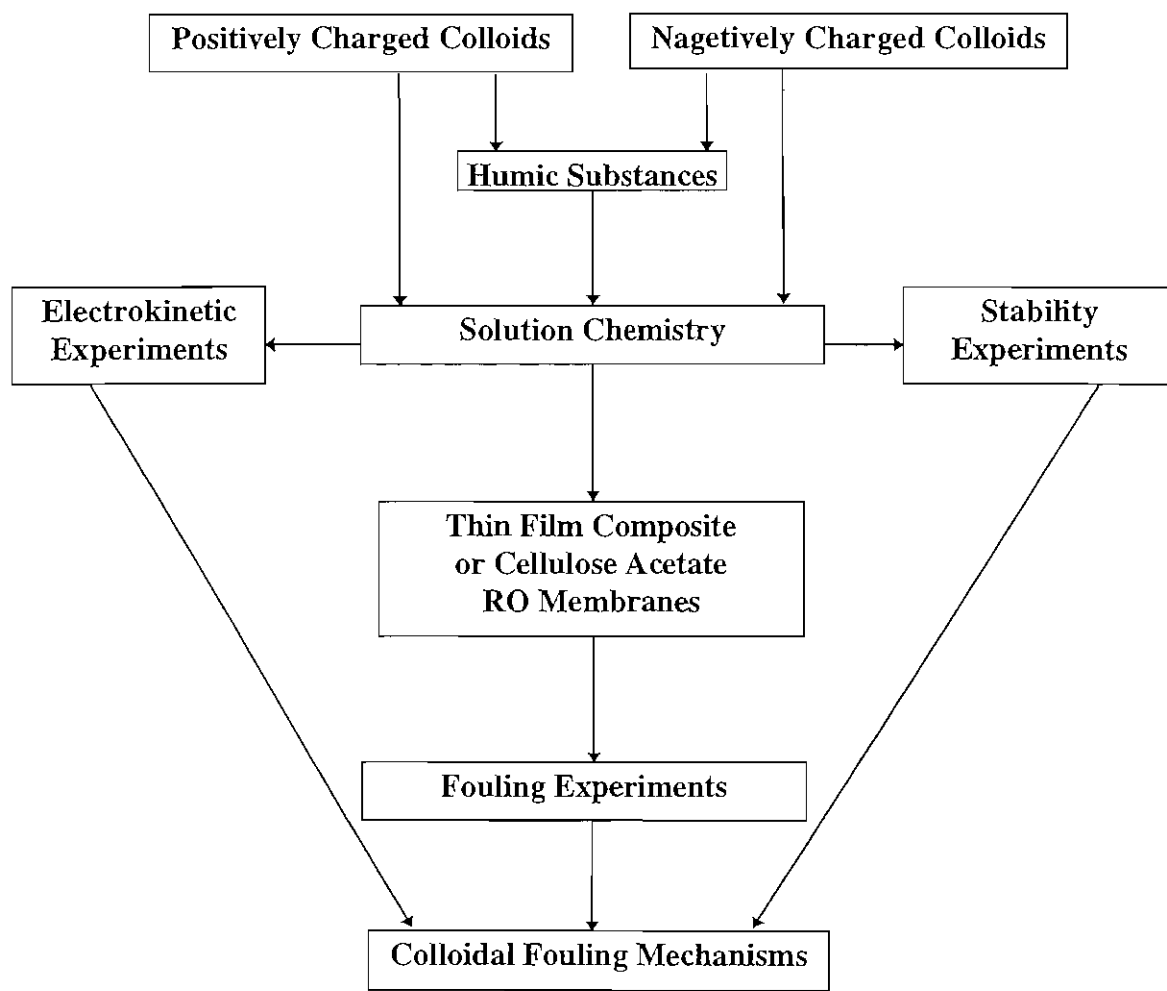 Positively Charged Colloids
Nagetively Charged Colloids
Humic Substances
Electrokinetic
Experiments
Solution Chemistry
Stability
Experiments
Thin Film Composite
or Cellulose Acetate
RO Membranes
Fouling Experiments
Colloidal Fouling Mechanisms